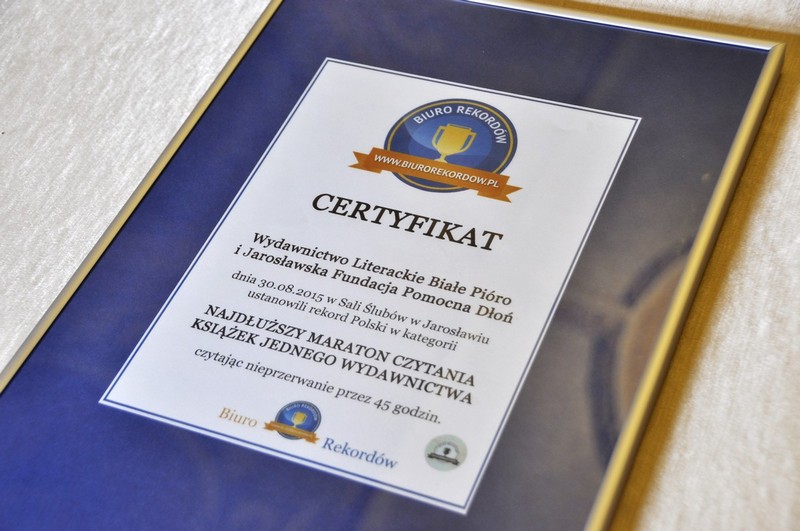 BIURO REKORDÓW
WWW.BIUROREKORDOW.PL
CERTYFIKAT
Wydawnictwo Literackie Białe Pióro
i Jarosławska Fundacja Pomocna Dłoń
dnia 30.08.2015 w Sali Ślubów w Jarosławiu
ustanowili rekord Polski w kategorii
NAJDŁUŻSZY MARATON CZYTANIA
KSIĄŻEK JEDNEGO WYDAWNICTWA
czytając nieprzerwanie przez 45 godzin.
Biuro
Rekordów